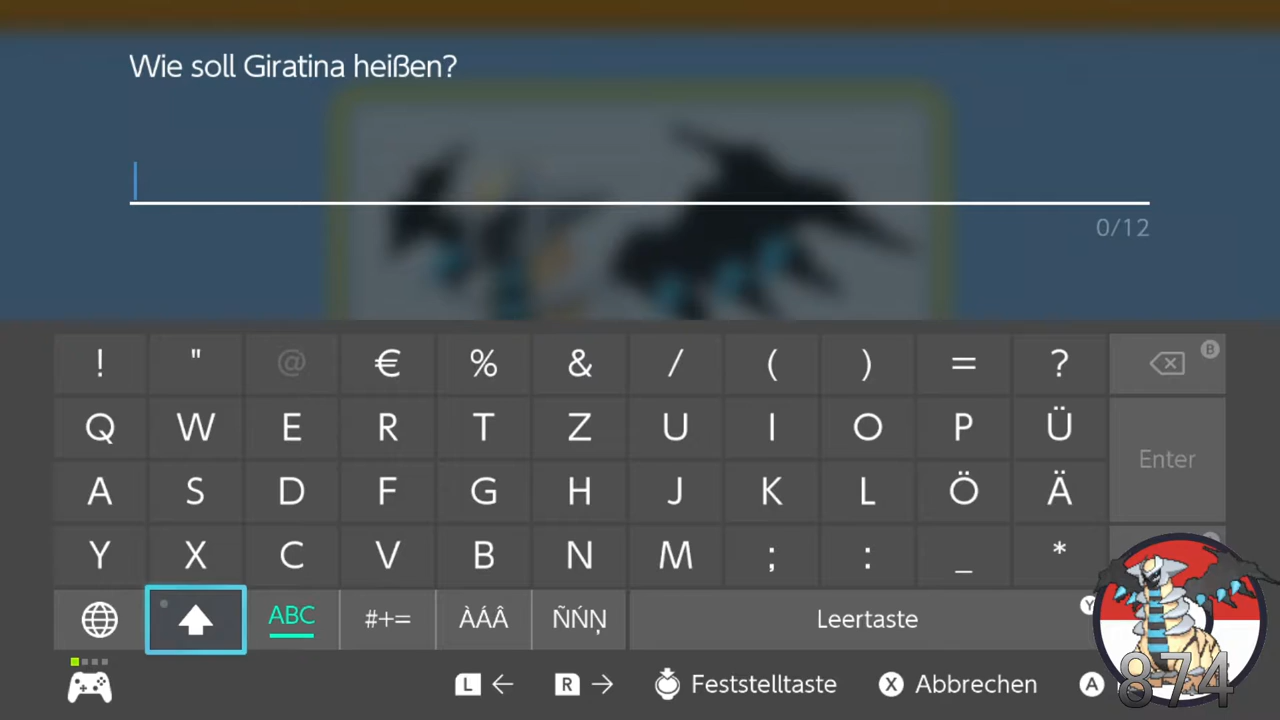 Wie soll Giratina heißen?
0/12
! " @ € % & / ( ) = ? B
Q W E R T Z U I O P Ü
Enter
A S D F G H J K L Ö Ä
Y X C V B N M ; : _ *
ABC #+= ÀÁÂ ÑŃŅ Leertaste Y
L ← R → Feststelltaste X Abbrechen A
874